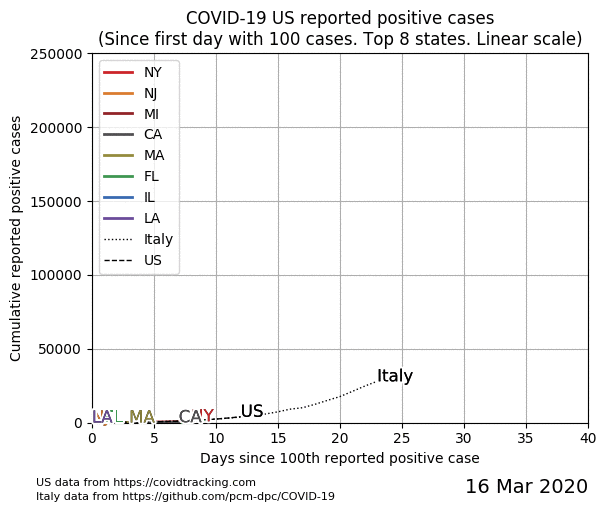 COVID-19 US reported positive cases
(Since first day with 100 cases. Top 8 states. Linear scale)
250000
200000
150000
100000
50000
0
Cumulative reported positive cases
NY
NJ
MI
CA
MA
FL
IL
LA
Italy
US
Italy
US
LA
MA
CA
0 5 10 15 20 25 30 35 40
Days since 100th reported positive case
US data from https://covidtracking.com
Italy data from https://github.com/pcm-dpc/COVID-19
16 Mar 2020